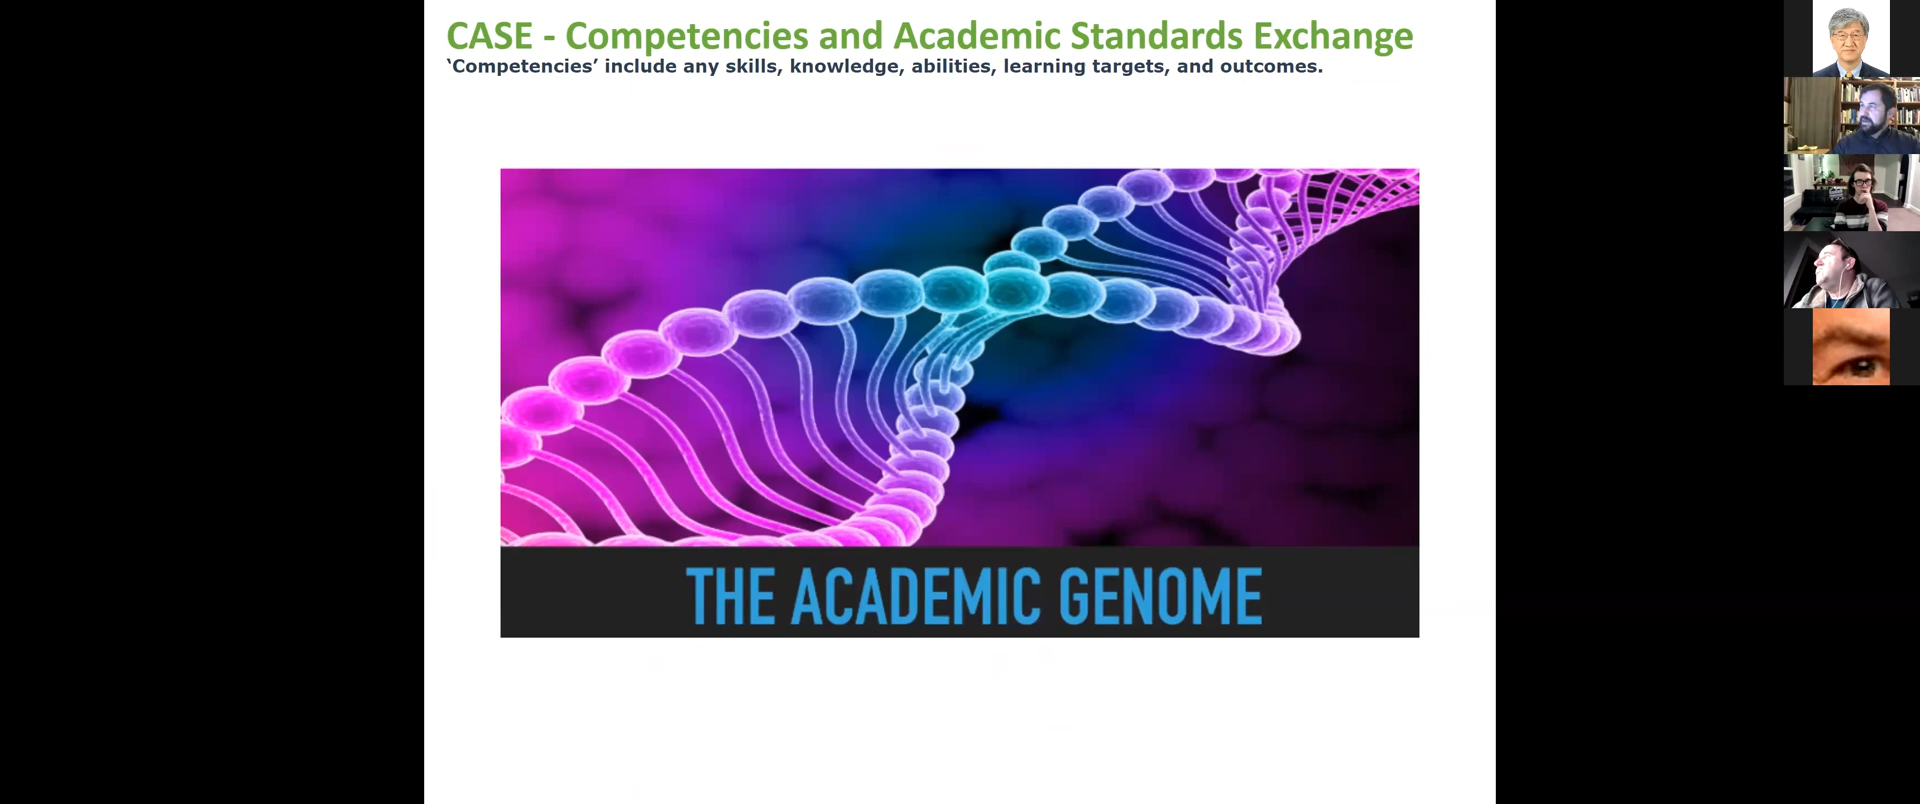 CASE - Competencies and Academic Standards Exchange
‘Competencies’ include any skills, knowledge, abilities, learning targets, and outcomes.
THE ACADEMIC GENOME